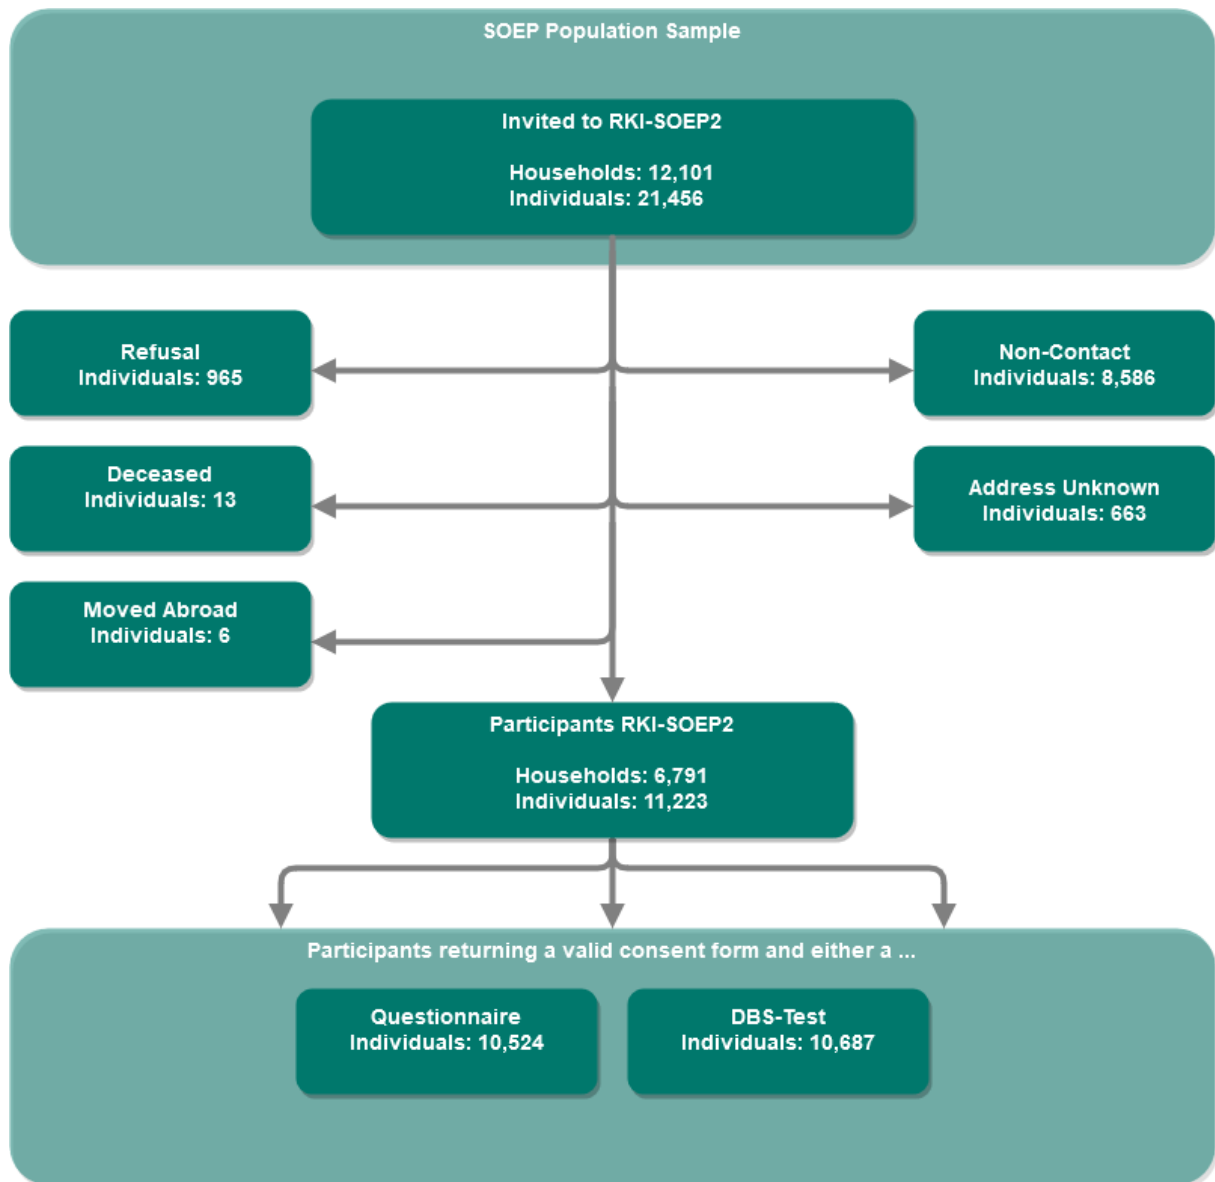 SOEP Population Sample
Invited to RKI-SOEP2
Households: 12,101
Individuals: 21,456
Refusal
Individuals: 965
Non-Contact
Individuals: 8,586
Deceased
Individuals: 13
Address Unknown
Individuals: 663
Moved Abroad
Individuals: 6
Participants RKI-SOEP2
Households: 6,791
Individuals: 11,223
Participants returning a valid consent form and either a ...
Questionnaire
Individuals: 10,524
DBS-Test
Individuals: 10,687